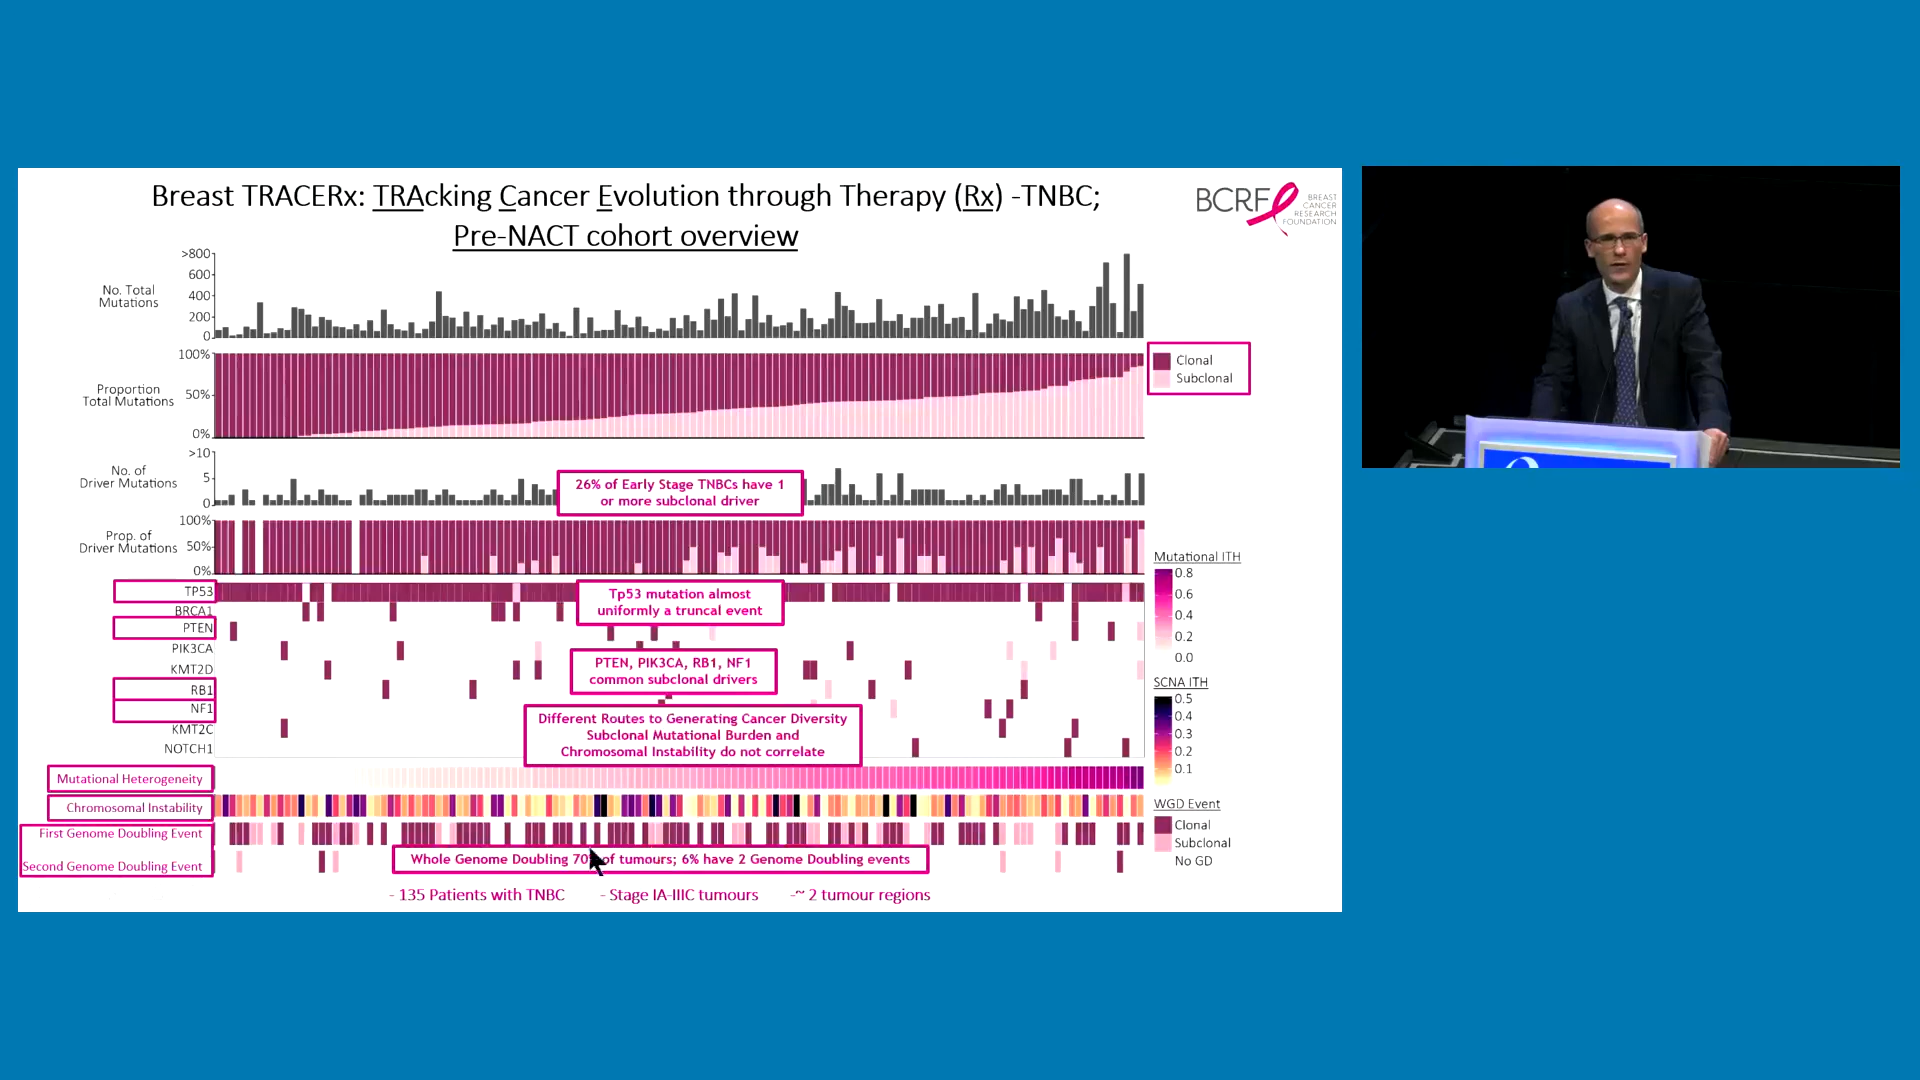 Breast TRACERx: TRAcking Cancer Evolution through Therapy (Rx) -TNBC;
Pre-NACT cohort overview
BCRF
BREAST
CANCER
RESEARCH
FOUNDATION
No. Total
Mutations
>800
600
400
200
0
Proportion
Total Mutations
100%
50%
0%
Clonal
Subclonal
No. of
Driver Mutations
>10
5
0
26% of Early Stage TNBCs have 1
or more subclonal driver
Prop. of
Driver Mutations
100%
50%
0%
TP53
BRCA1
PTEN
PIK3CA
KMT2D
RB1
NF1
KMT2C
NOTCH1
Tp53 mutation almost
uniformly a truncal event
PTEN, PIK3CA, RB1, NF1
common subclonal drivers
Different Routes to Generating Cancer Diversity
Subclonal Mutational Burden and
Chromosomal Instability do not correlate
Mutational ITH
0.8
0.6
0.4
0.2
0.0
SCNA ITH
0.5
0.4
0.3
0.2
0.1
Mutational Heterogeneity
Chromosomal Instability
First Genome Doubling Event
Second Genome Doubling Event
WGD Event
Clonal
Subclonal
No GD
Whole Genome Doubling 70% of tumours; 6% have 2 Genome Doubling events
- 135 Patients with TNBC - Stage IA-IIIC tumours -~ 2 tumour regions